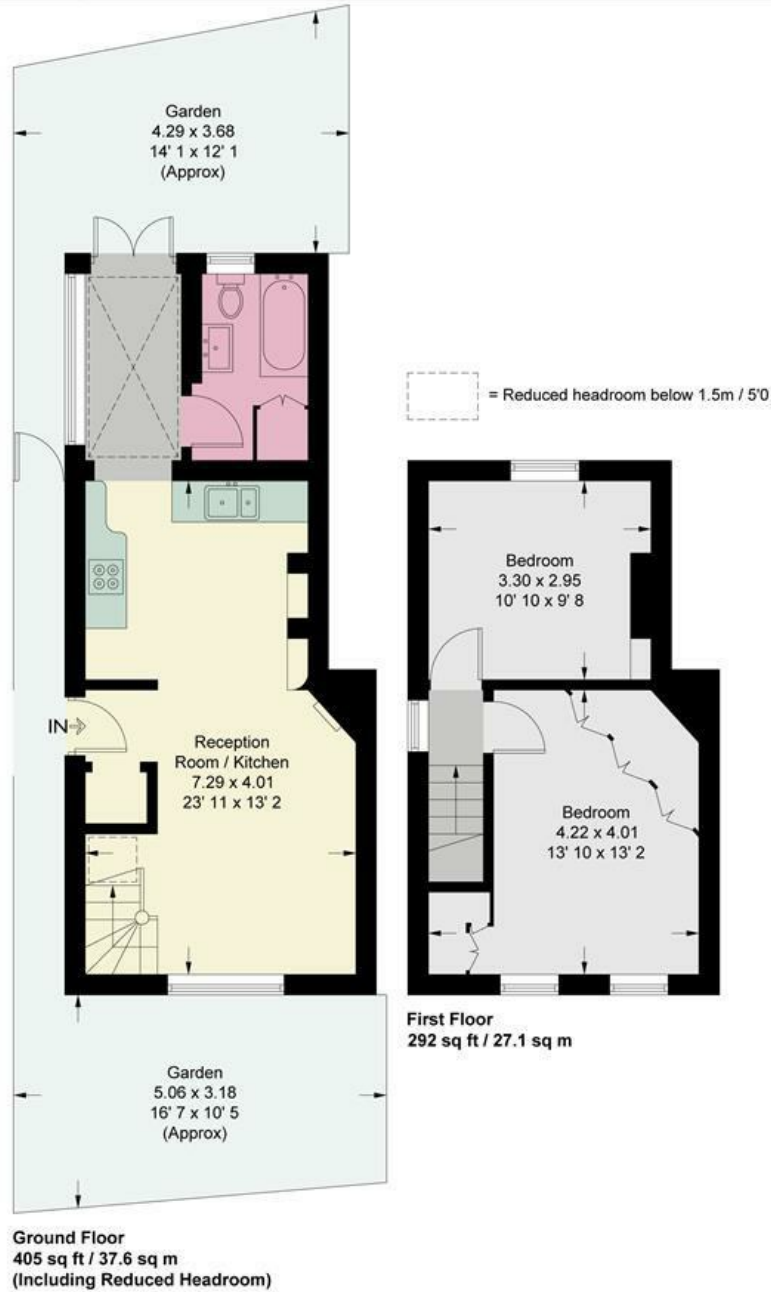 Garden
4.29 x 3.68
14' 1 x 12' 1
(Approx)
= Reduced headroom below 1.5m / 5'0
Bedroom
3.30 x 2.95
10' 10 x 9' 8
IN
Reception
Room / Kitchen
7.29 x 4.01
23' 11 x 13' 2
Bedroom
4.22 x 4.01
13' 10 x 13' 2
First Floor
292 sq ft / 27.1 sq m
Garden
5.06 x 3.18
16' 7 x 10' 5
(Approx)
Ground Floor
405 sq ft / 37.6 sq m
(Including Reduced Headroom)